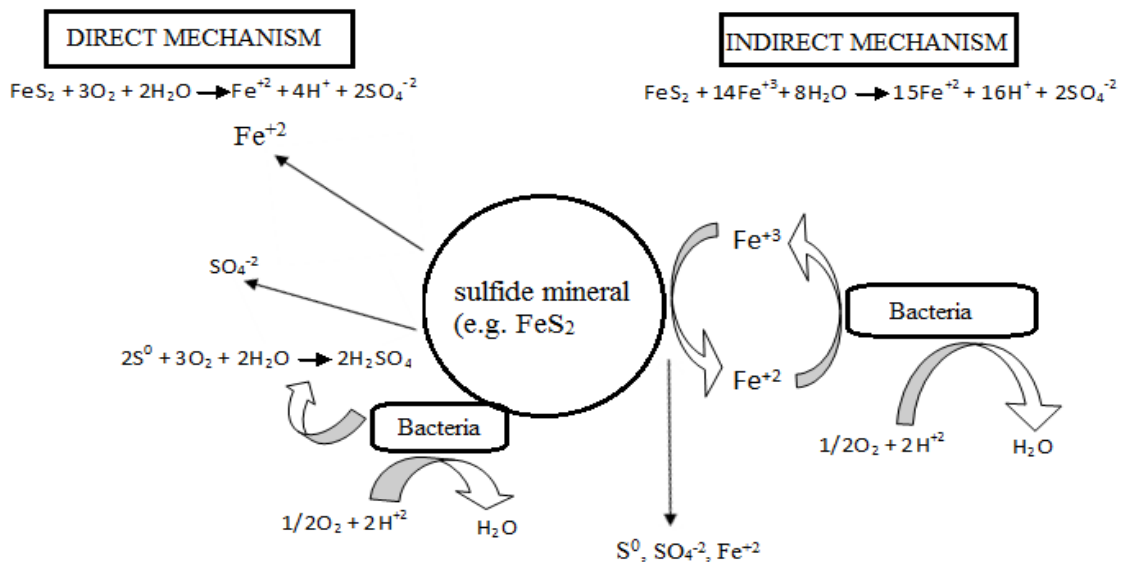 DIRECT MECHANISM
INDIRECT MECHANISM
FeS₂ + 3O₂ + 2H₂O → Fe⁺² + 4H⁺ + 2SO₄⁻²
FeS₂ + 14Fe⁺³ + 8H₂O → 15Fe⁺² + 16H⁺ + 2SO₄⁻²
Fe⁺²
SO₄⁻²
sulfide mineral
(e.g. FeS₂
Fe⁺³
Bacteria
2S⁰ + 3O₂ + 2H₂O → 2H₂SO₄
Fe⁺²
Bacteria
1/2O₂ + 2H⁺²
H₂O
1/2O₂ + 2H⁺²
H₂O
S⁰, SO₄⁻², Fe⁺²